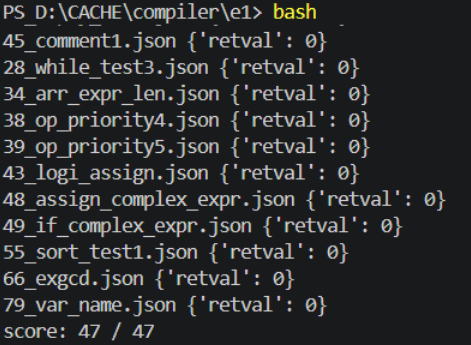 PS D:\CACHE\compiler\e1> bash
45_comment1.json {'retval': 0}
28_while_test3.json {'retval': 0}
34_arr_expr_len.json {'retval': 0}
38_op_priority4.json {'retval': 0}
39_op_priority5.json {'retval': 0}
43_logi_assign.json {'retval': 0}
48_assign_complex_expr.json {'retval': 0}
49_if_complex_expr.json {'retval': 0}
55_sort_test1.json {'retval': 0}
66_exgcd.json {'retval': 0}
79_var_name.json {'retval': 0}
score: 47 / 47